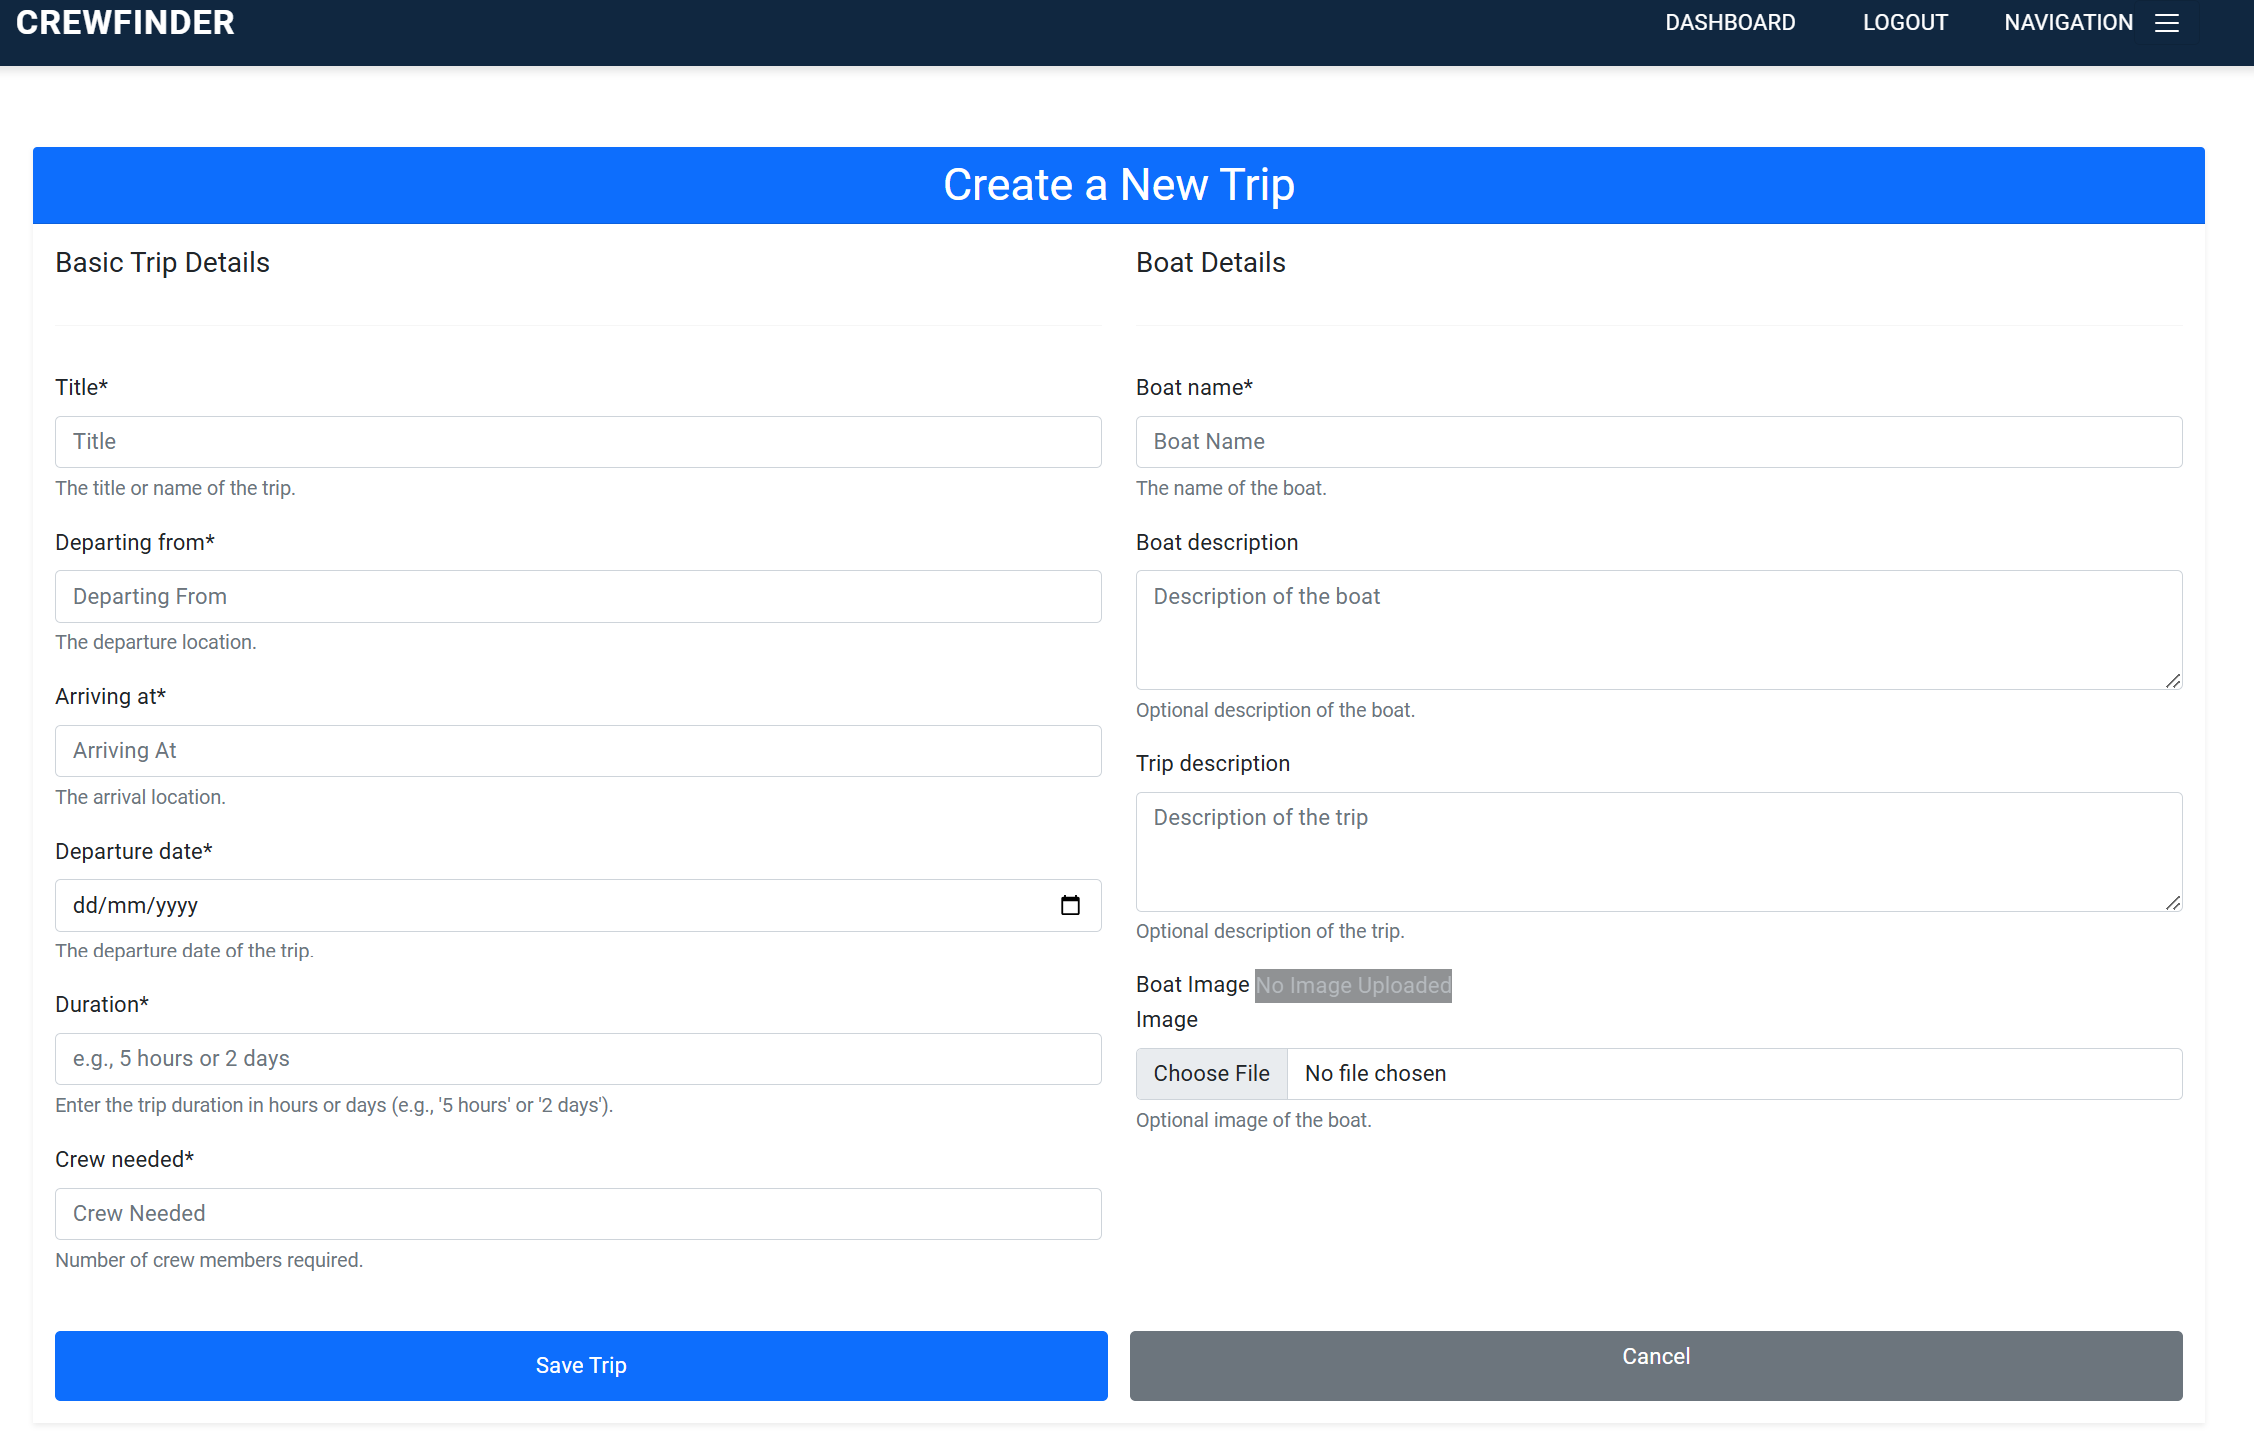 CREWFINDER
DASHBOARD LOGOUT NAVIGATION
Create a New Trip
Basic Trip Details
Title*
Title
The title or name of the trip.
Departing from*
Departing From
The departure location.
Arriving at*
Arriving At
The arrival location.
Departure date*
dd/mm/yyyy
The departure date of the trip.
Duration*
e.g., 5 hours or 2 days
Enter the trip duration in hours or days (e.g., '5 hours' or '2 days').
Crew needed*
Crew Needed
Number of crew members required.
Boat Details
Boat name*
Boat Name
The name of the boat.
Boat description
Description of the boat
Optional description of the boat.
Trip description
Description of the trip
Optional description of the trip.
Boat Image No Image Uploaded
Image
Choose File No file chosen
Optional image of the boat.
Save Trip
Cancel